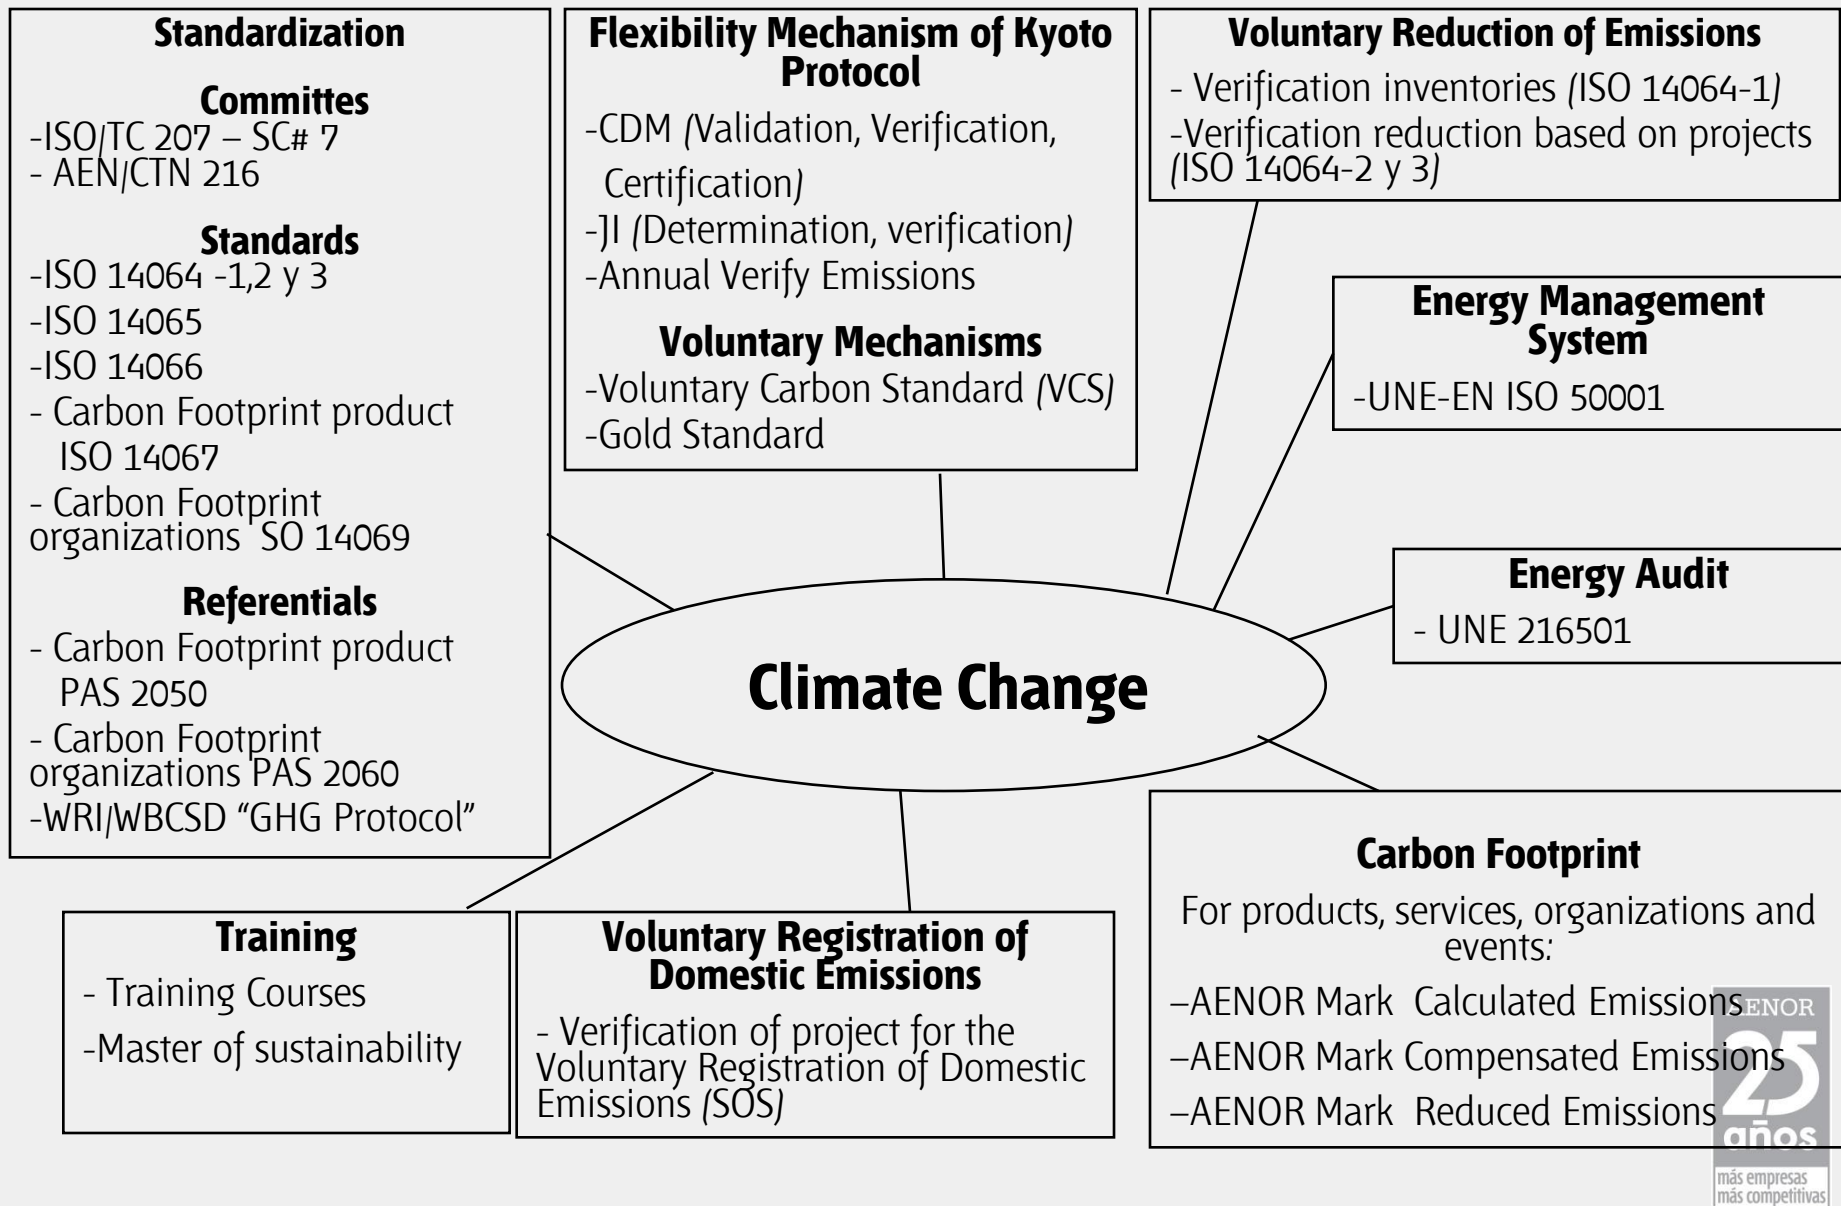 Standardization
Committes
-ISO/TC 207 – SC# 7
- AEN/CTN 216
Standards
-ISO 14064 -1,2 y 3
-ISO 14065
-ISO 14066
- Carbon Footprint product
ISO 14067
- Carbon Footprint
organizations SO 14069
Referentials
- Carbon Footprint product
PAS 2050
- Carbon Footprint
organizations PAS 2060
-WRI/WBCSD “GHG Protocol”
Flexibility Mechanism of Kyoto
Protocol
-CDM (Validation, Verification,
Certification)
-JI (Determination, verification)
-Annual Verify Emissions
Voluntary Mechanisms
-Voluntary Carbon Standard (VCS)
-Gold Standard
Voluntary Reduction of Emissions
- Verification inventories (ISO 14064-1)
-Verification reduction based on projects
(ISO 14064-2 y 3)
Energy Management
System
-UNE-EN ISO 50001
Energy Audit
- UNE 216501
Climate Change
Training
- Training Courses
-Master of sustainability
Voluntary Registration of
Domestic Emissions
- Verification of project for the
Voluntary Registration of Domestic
Emissions (SOS)
Carbon Footprint
For products, services, organizations and
events:
–AENOR Mark Calculated Emissions
–AENOR Mark Compensated Emissions
–AENOR Mark Reduced Emissions
AENOR
25
años
más empresas
más competitivas